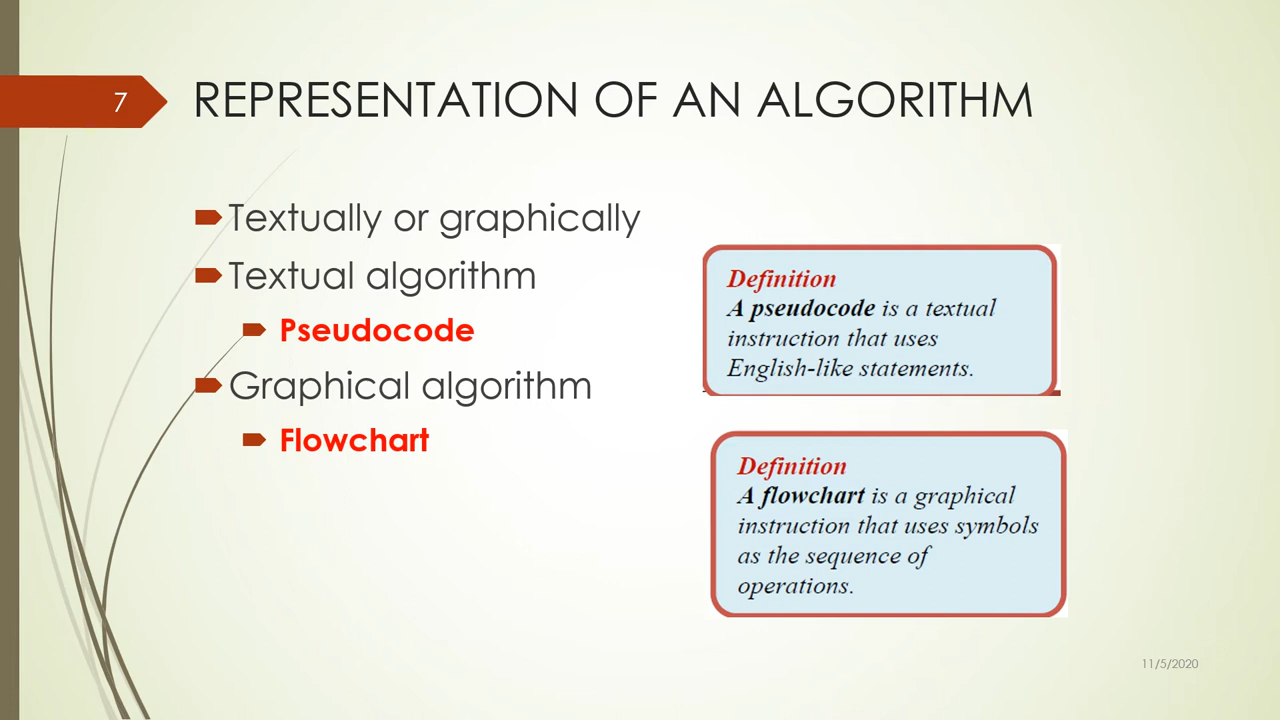 7
REPRESENTATION OF AN ALGORITHM
Textually or graphically
Textual algorithm
Pseudocode
Graphical algorithm
Flowchart
Definition
A pseudocode is a textual
instruction that uses
English-like statements.
Definition
A flowchart is a graphical
instruction that uses symbols
as the sequence of
operations.
11/5/2020